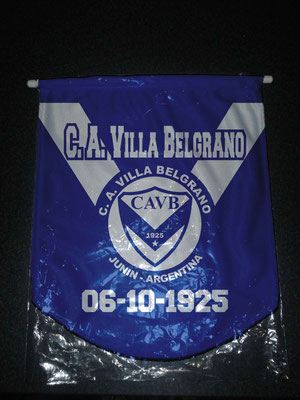 C. A. VILLA BELGRANO
C. A. VILLA BELGRANO
CAVB
1925
JUNIN - ARGENTINA
06-10-1925